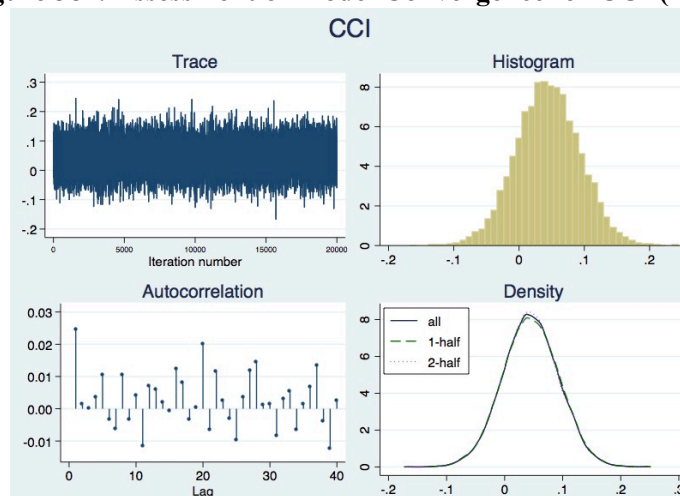 CCI
Trace
.3
.2
.1
0
-.1
-.2
0 5000 10000 15000 20000
Iteration number
Histogram
8
6
4
2
0
-.2 -.1 0 .1 .2
Autocorrelation
0.03
0.02
0.01
0.00
-0.01
0 10 20 30 40
Lag
Density
8
6
4
2
0
all
1-half
2-half
-.2 -.1 0 .1 .2 .3